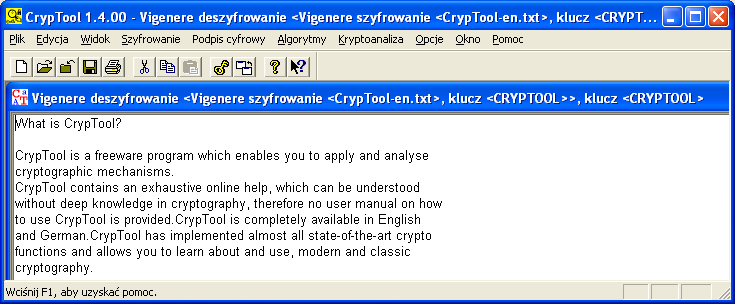 CrypTool 1.4.00 - Vigenere deszyfrowanie <Vigenere szyfrowanie <CrypTool-en.txt>, klucz <CRYPT...
Plik Edycja Widok Szyfrowanie Podpis cyfrowy Algorytmy Kryptoanaliza Opcje Okno Pomoc
Vigenere deszyfrowanie <Vigenere szyfrowanie <CrypTool-en.txt>, klucz <CRYPTOOL>>, klucz <CRYPTOOL>
What is CrypTool?
CrypTool is a freeware program which enables you to apply and analyse
cryptographic mechanisms.
CrypTool contains an exhaustive online help, which can be understood
without deep knowledge in cryptography, therefore no user manual on how
to use CrypTool is provided.CrypTool is completely available in English
and German.CrypTool has implemented almost all state-of-the-art crypto
functions and allows you to learn about and use, modern and classic
cryptography.
Wciśnij F1, aby uzyskać pomoc.